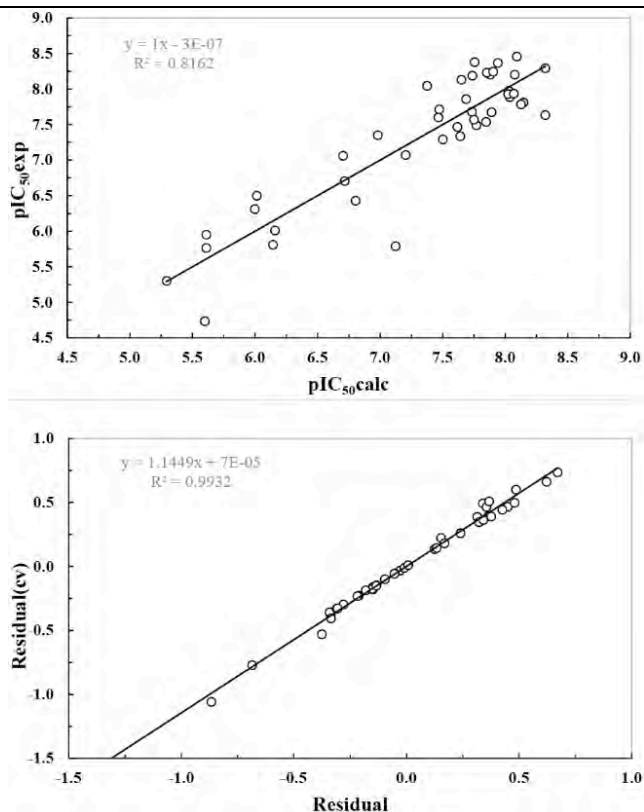 y = 1x - 3E-07
R² = 0.8162
9.0
8.5
8.0
7.5
7.0
6.5
6.0
5.5
5.0
4.5
pIC₅₀exp
4.5 5.0 5.5 6.0 6.5 7.0 7.5 8.0 8.5 9.0
pIC₅₀calc
y = 1.1449x + 7E-05
R² = 0.9932
1.0
0.5
0.0
-0.5
-1.0
-1.5
Residual(cv)
-1.5 -1.0 -0.5 0.0 0.5 1.0
Residual